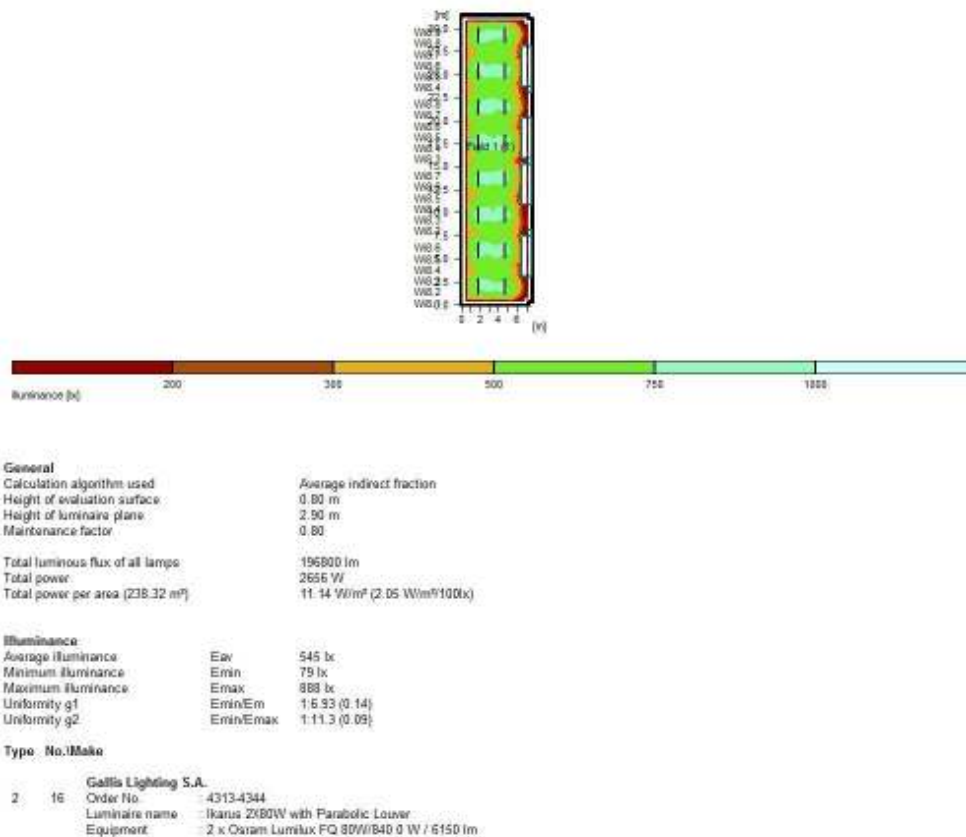 [m]
0 2 4 6
[m]
200 300 500 750 1000
Illuminance [lx]
General
Calculation algorithm used Average indirect fraction
Height of evaluation surface 0.80 m
Height of luminaire plane 2.90 m
Maintenance factor 0.80
Total luminous flux of all lamps 196800 lm
Total power 2656 W
Total power per area (238.32 m²) 11.14 W/m² (2.05 W/m²/100lx)
Illuminance
Average illuminance Eav 545 lx
Minimum illuminance Emin 79 lx
Maximum illuminance Emax 888 lx
Uniformity g1 Emin/Em 1:6.93 (0.14)
Uniformity g2 Emin/Emax 1:11.3 (0.09)
Type No.\Make
Gallis Lighting S.A.
2 16 Order No. : 4313-4344
Luminaire name : Ikarus 2X80W with Parabolic Louver
Equipment : 2 x Osram Lumilux FQ 80W/840 0 W / 6150 lm